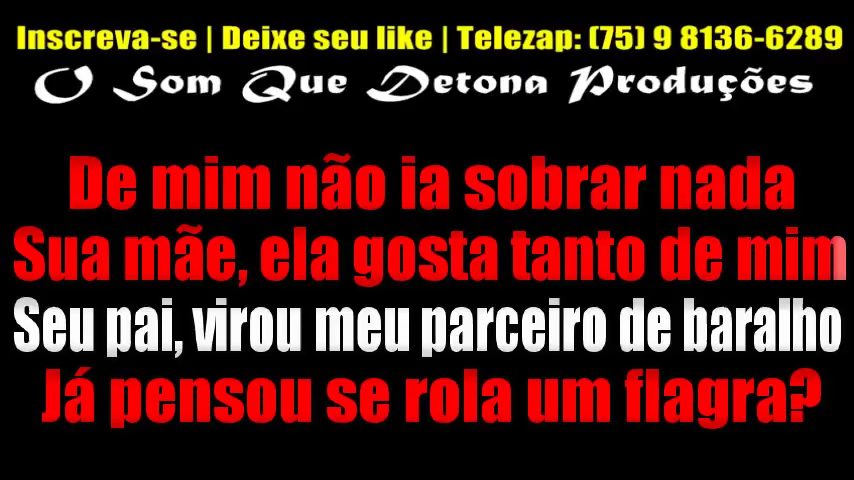 Inscreva-se | Deixe seu like | Telezap: (75) 9 8136-6289
O Som Que Detona Produções
De mim não ia sobrar nada
Sua mãe, ela gosta tanto de mim
Seu pai, virou meu parceiro de baralho
Já pensou se rola um flagra?